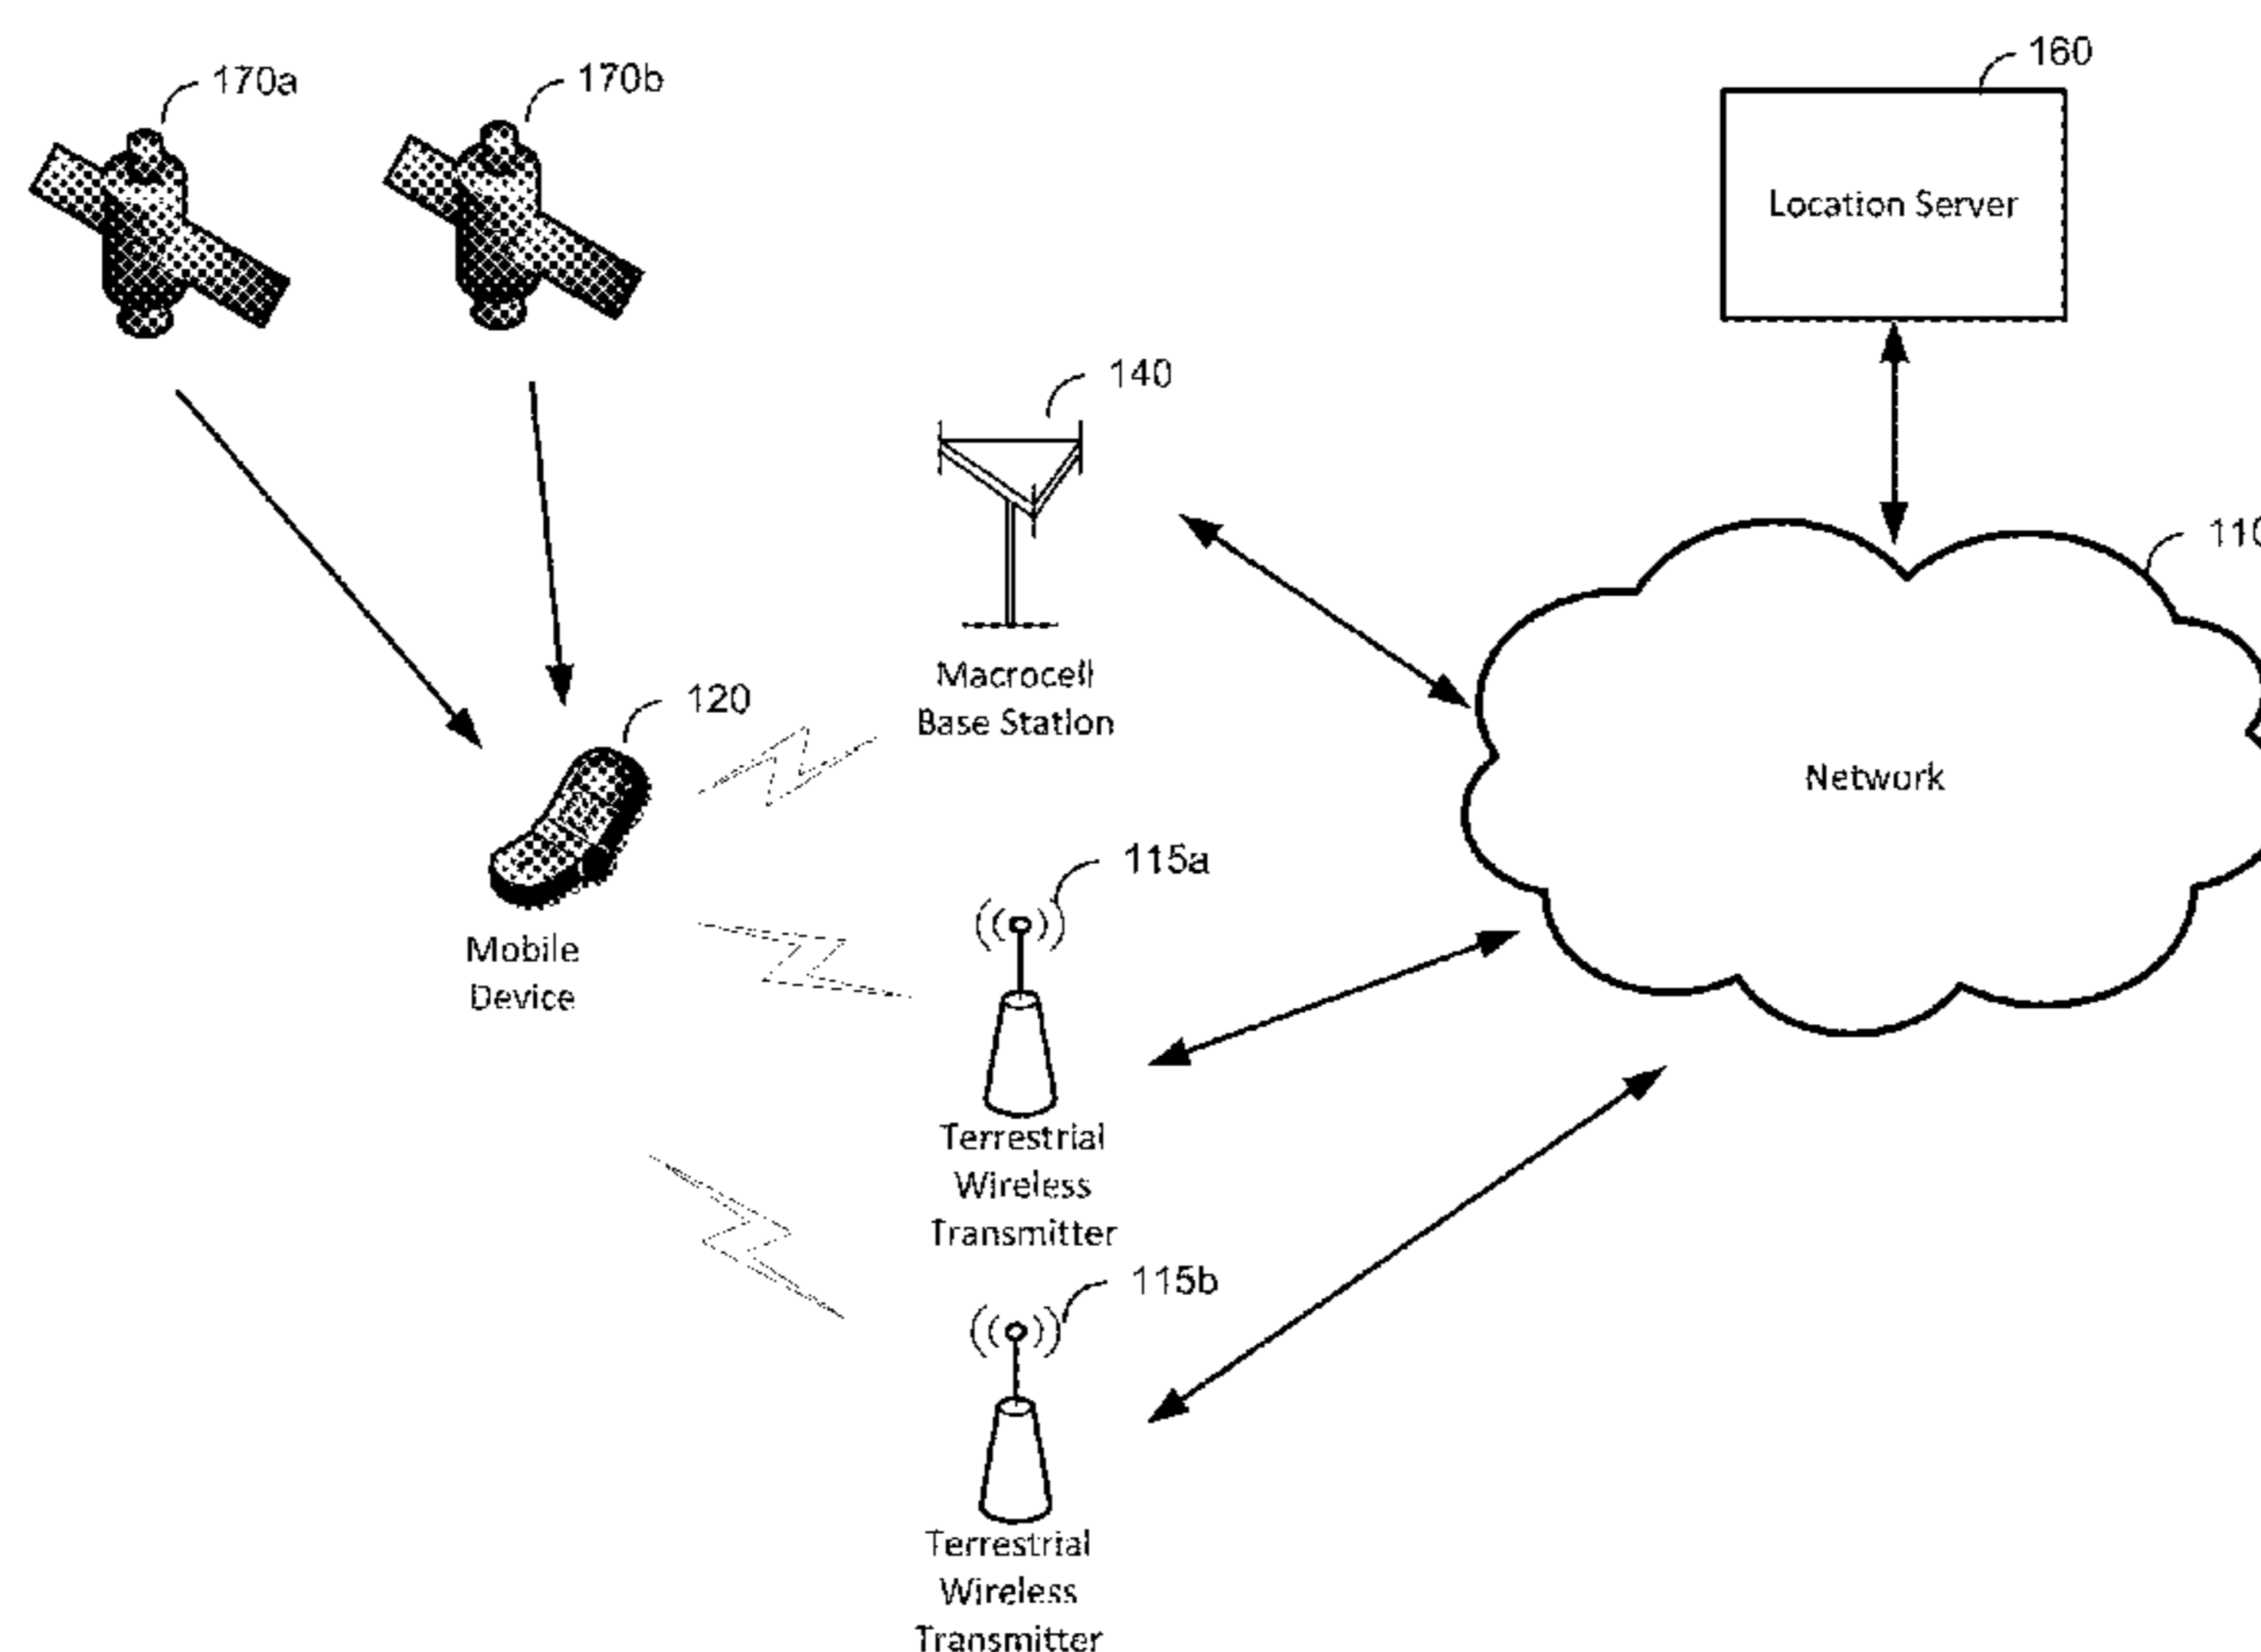 170a
170b
160
Location Server
140
110
Macrocell
Base Station
120
Network
115a
Mobile
Device
Terrestrial
Wireless
Transmitter
115b
Terrestrial
Wireless
Transmitter